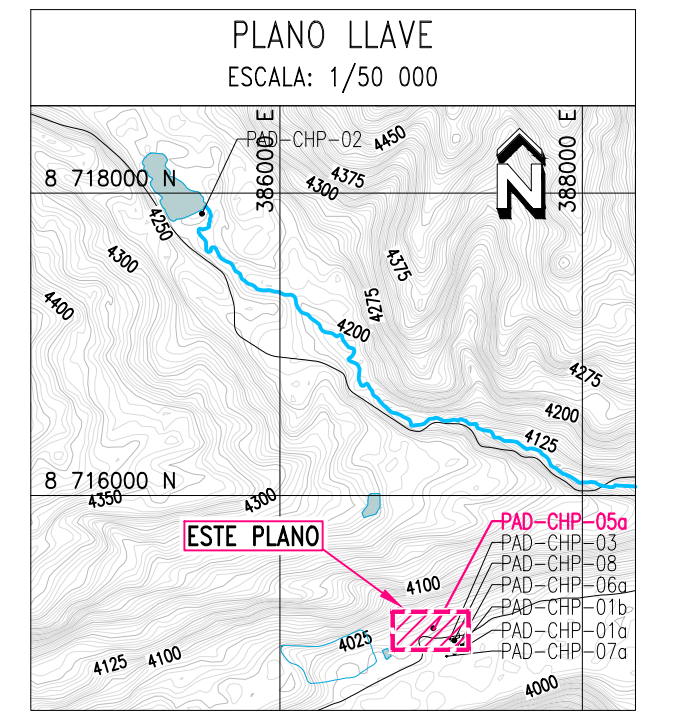 PLANO LLAVE
ESCALA: 1/50 000
386000 E
388000 E
PAD-CHP-02
4450
4375
4300
8 718000 N
N
4250
4300
4375
4400
4275
4200
4275
4200
4125
8 716000 N
4350
4300
ESTE PLANO
PAD-CHP-05a
PAD-CHP-03
PAD-CHP-08
PAD-CHP-06a
PAD-CHP-01b
PAD-CHP-01a
PAD-CHP-07a
4100
4025
4125
4100
4000